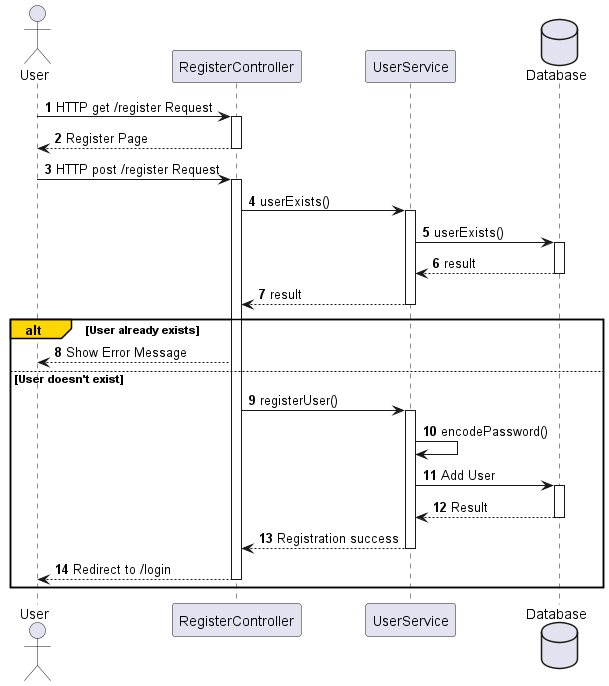 User
RegisterController
UserService
Database
1 HTTP get /register Request
2 Register Page
3 HTTP post /register Request
4 userExists()
5 userExists()
6 result
7 result
alt [User already exists]
8 Show Error Message
[User doesn't exist]
9 registerUser()
10 encodePassword()
11 Add User
12 Result
13 Registration success
14 Redirect to /login
User
RegisterController
UserService
Database